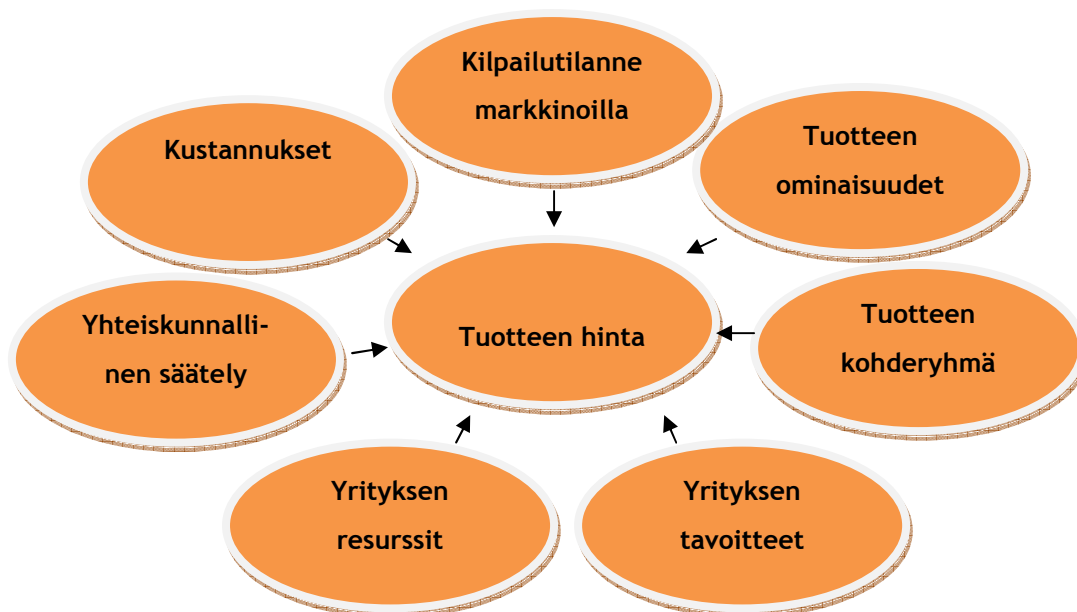 Kilpailutilanne
markkinoilla
Kustannukset
Tuotteen
ominaisuudet
Yhteiskunnalli-
nen säätely
Tuotteen hinta
Tuotteen
kohderyhmä
Yrityksen
resurssit
Yrityksen
tavoitteet